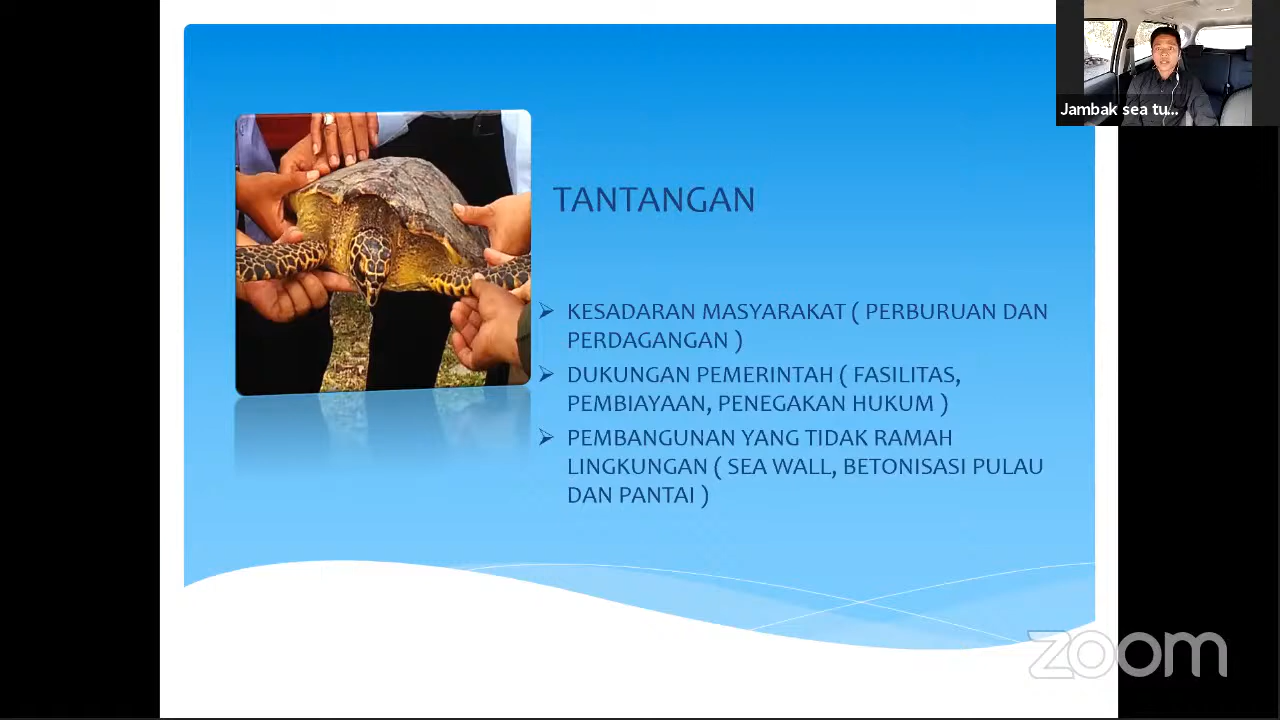 Jambak sea tu...
TANTANGAN
➢ KESADARAN MASYARAKAT ( PERBURUAN DAN
PERDAGANGAN )
➢ DUKUNGAN PEMERINTAH ( FASILITAS,
PEMBIAYAAN, PENEGAKAN HUKUM )
➢ PEMBANGUNAN YANG TIDAK RAMAH
LINGKUNGAN ( SEA WALL, BETONISASI PULAU
DAN PANTAI )
zoom